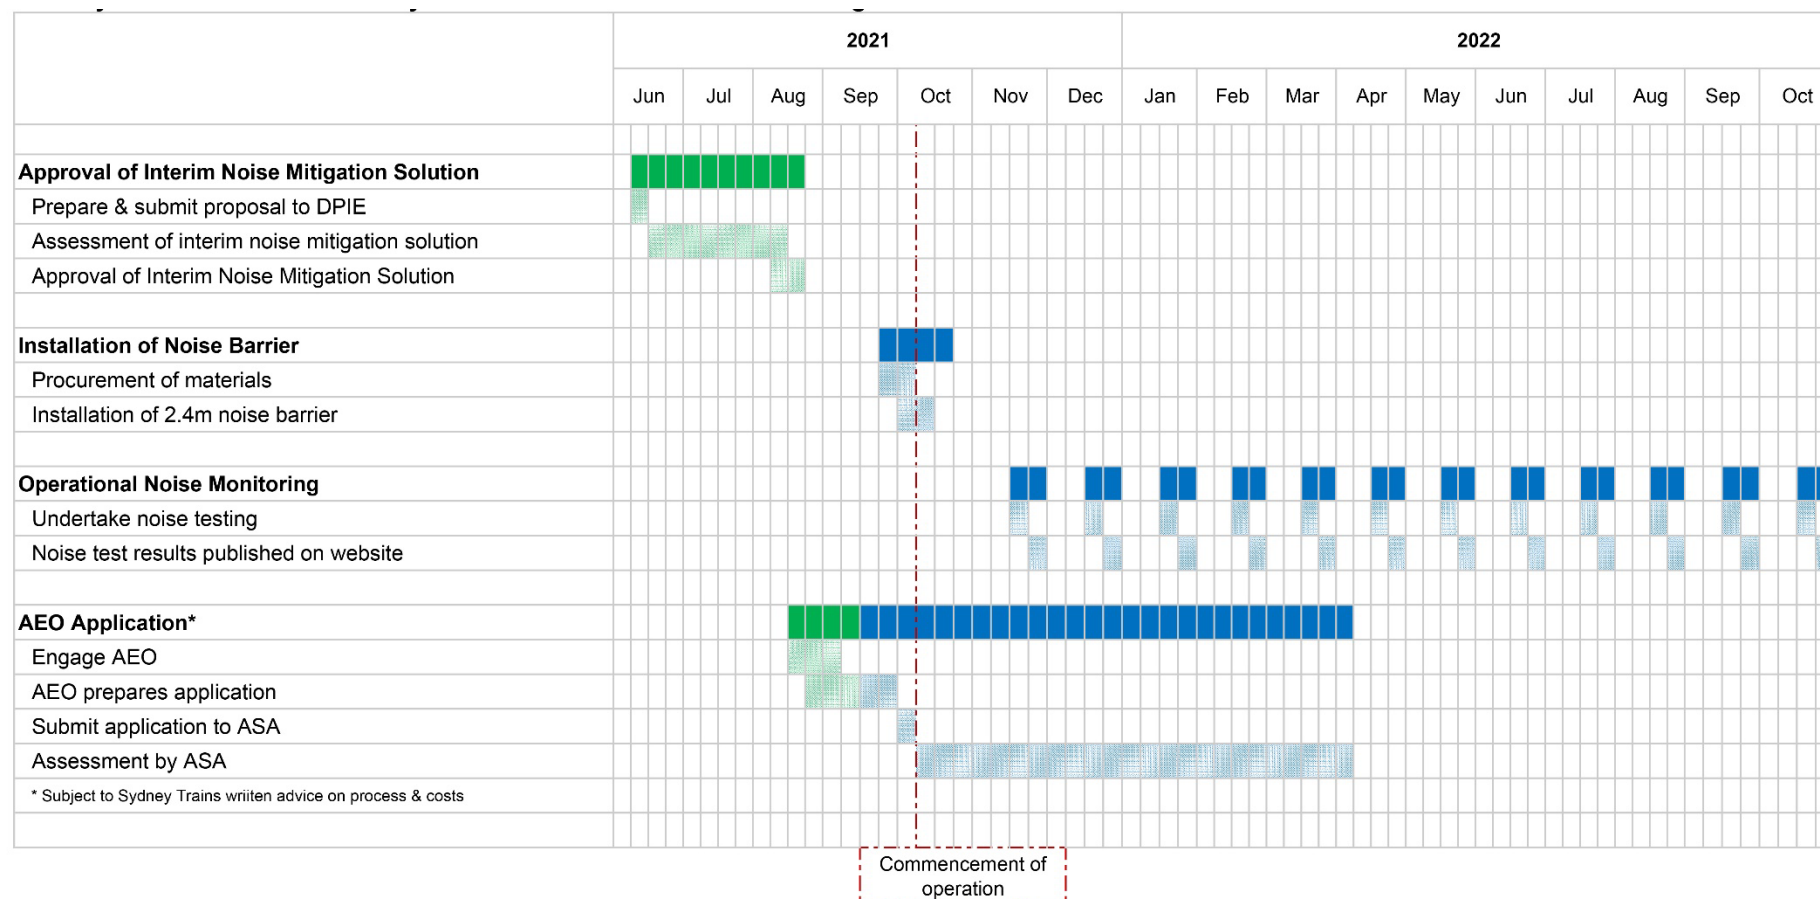 2021 2022
Jun Jul Aug Sep Oct Nov Dec Jan Feb Mar Apr May Jun Jul Aug Sep Oct
Approval of Interim Noise Mitigation Solution
Prepare & submit proposal to DPIE
Assessment of interim noise mitigation solution
Approval of Interim Noise Mitigation Solution
Installation of Noise Barrier
Procurement of materials
Installation of 2.4m noise barrier
Operational Noise Monitoring
Undertake noise testing
Noise test results published on website
AEO Application*
Engage AEO
AEO prepares application
Submit application to ASA
Assessment by ASA
* Subject to Sydney Trains wriiten advice on process & costs
Commencement of
operation